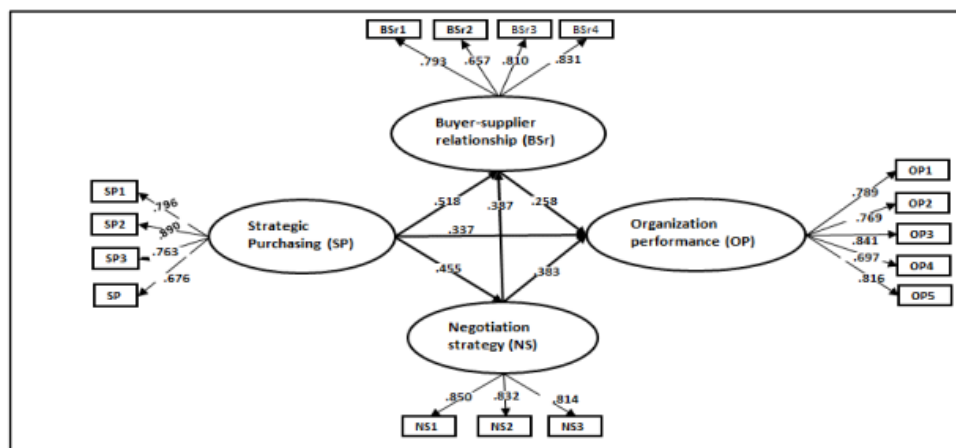 BSr1 BSr2 BSr3 BSr4
.793 .657 .810 .831
Buyer-supplier
relationship (BSr)
SP1
SP2
SP3
SP
.796
.890
.763
.676
Strategic
Purchasing (SP)
.518
.337
.455
.387
.258
.383
Organization
performance (OP)
.789
.769
.841
.697
.816
OP1
OP2
OP3
OP4
OP5
Negotiation
strategy (NS)
.850 .832 .814
NS1 NS2 NS3